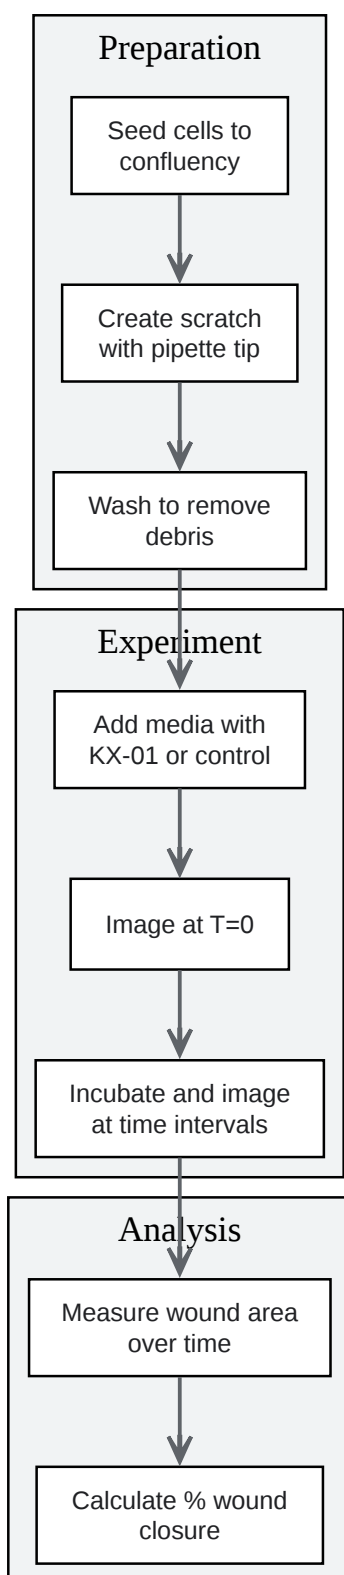 Preparation
Seed cells to
confluency
Create scratch
with pipette tip
Wash to remove
debris
Experiment
Add media with
KX-01 or control
Image at T=0
Incubate and image
at time intervals
Analysis
Measure wound area
over time
Calculate % wound
closure